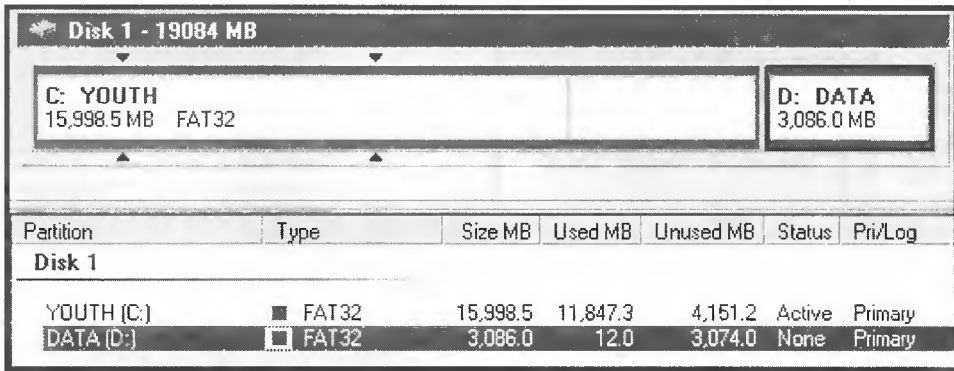 Disk 1 - 19084 MB
C: YOUTH
15,998.5 MB FAT32
D: DATA
3,086.0 MB
Partition Type Size MB Used MB Unused MB Status Pri/Log
Disk 1
YOUTH (C:) FAT32 15,998.5 11,847.3 4,151.2 Active Primary
DATA (D:) FAT32 3,086.0 12.0 3,074.0 None Primary